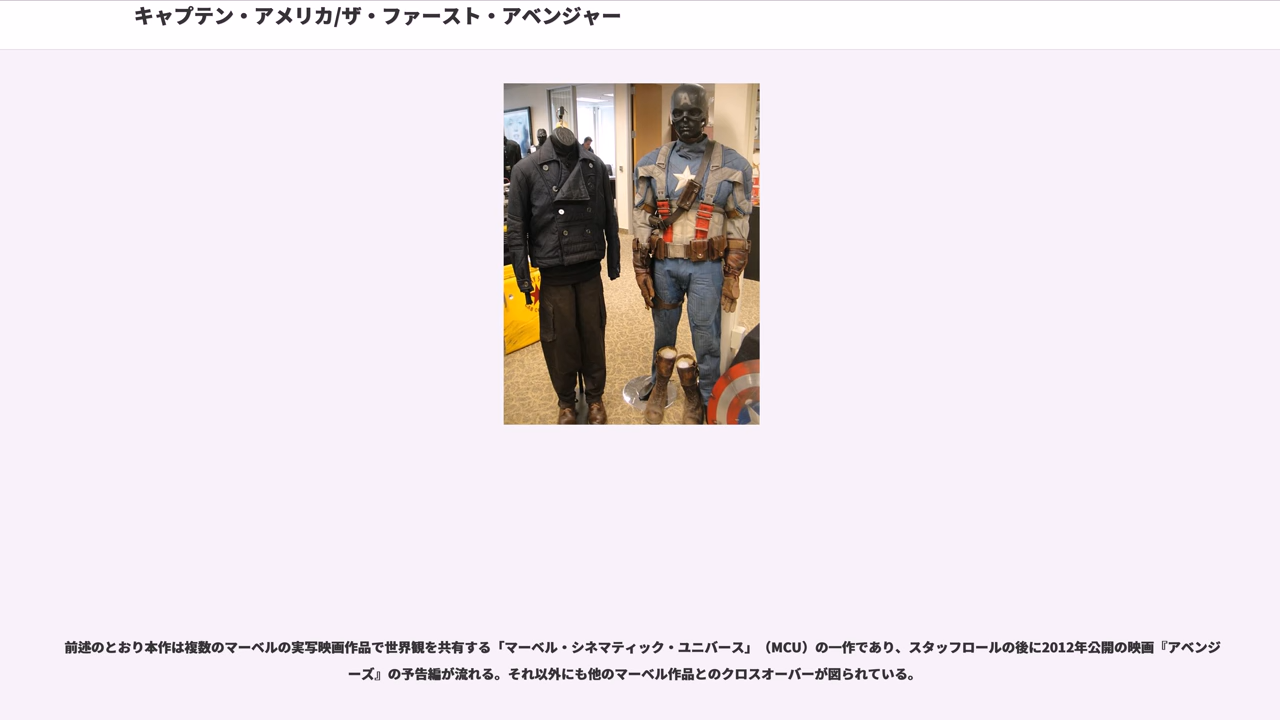 キャプテン・アメリカ/ザ・ファースト・アベンジャー
A
前述のとおり本作は複数のマーベルの実写映画作品で世界観を共有する「マーベル・シネマティック・ユニバース」（MCU）の一作であり、スタッフロールの後に2012年公開の映画『アベンジ
ーズ』の予告編が流れる。それ以外にも他のマーベル作品とのクロスオーバーが図られている。